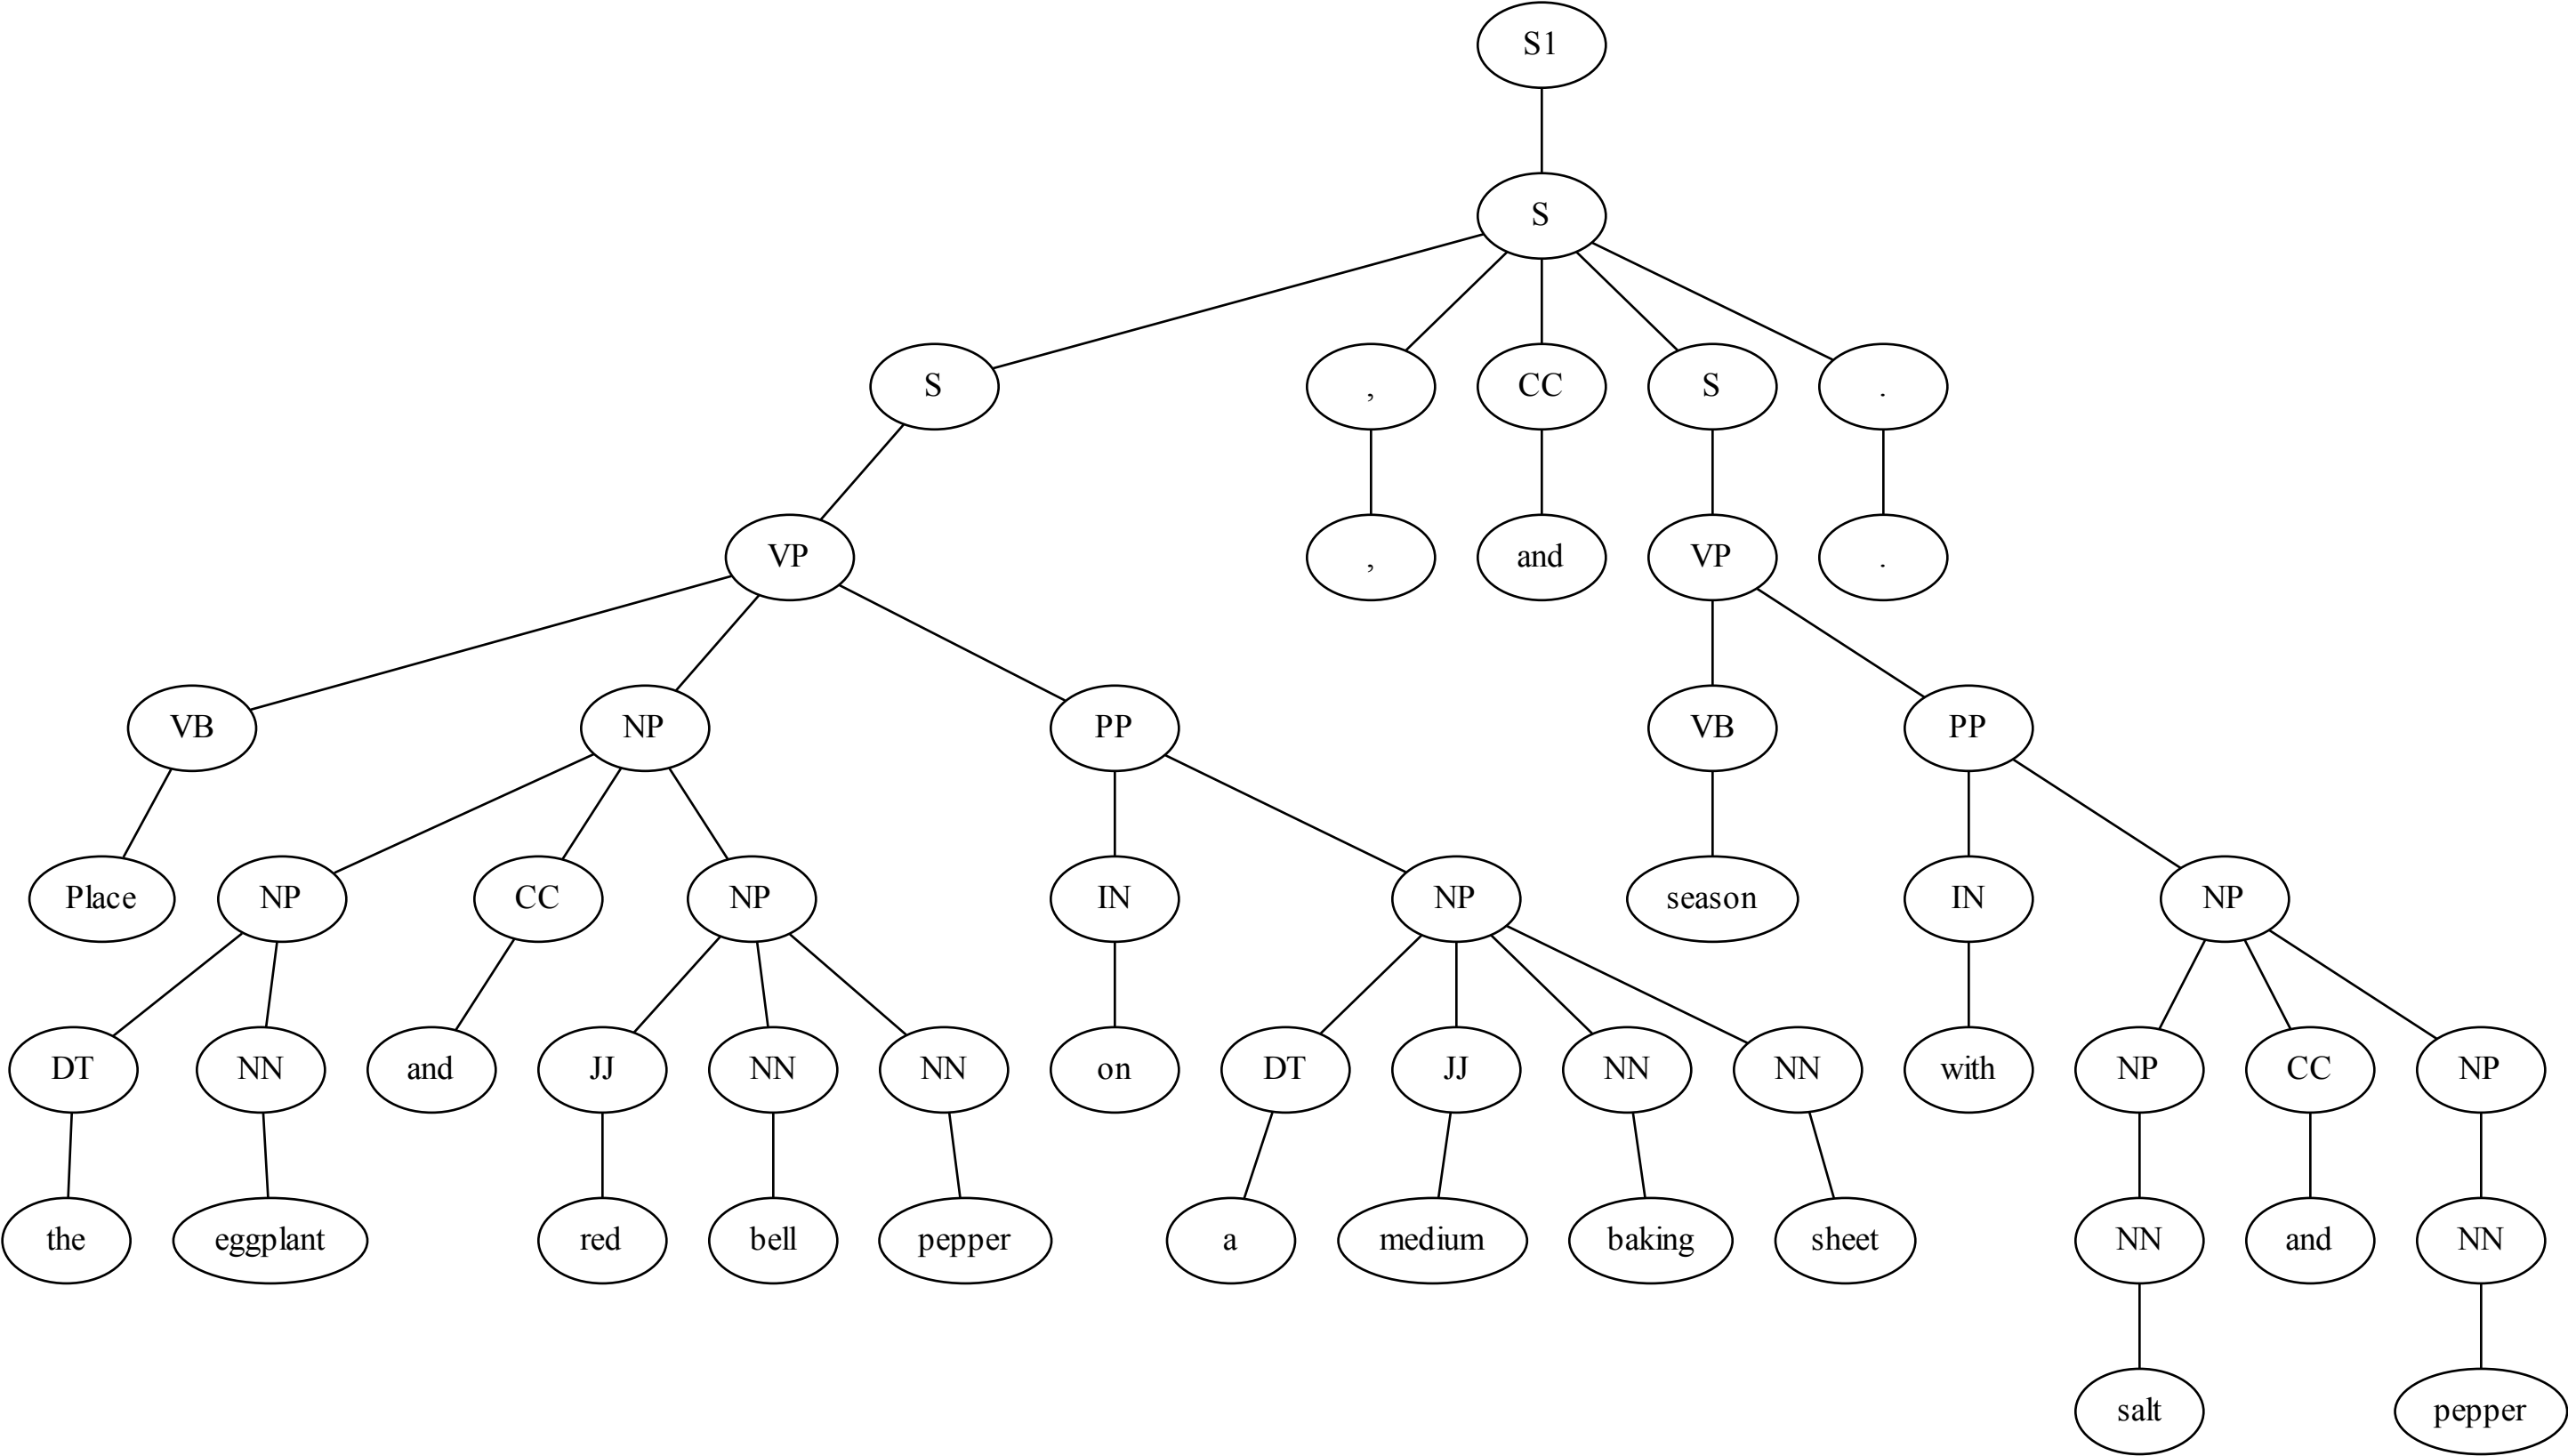 S1
S
S , CC S .
VP , and VP .
VB NP PP VB PP
Place NP CC NP IN NP season IN NP
DT NN and JJ NN NN on DT JJ NN NN with NP CC NP
the eggplant red bell pepper a medium baking sheet NN and NN
salt pepper